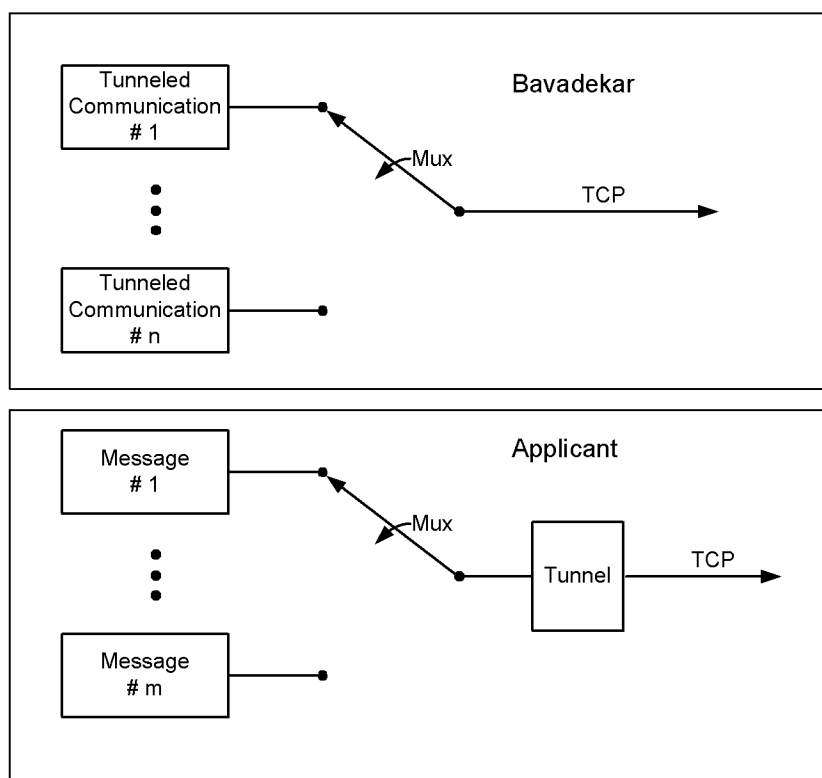 Bavadekar
Tunneled
Communication
# 1
Mux
TCP
Tunneled
Communication
# n
Applicant
Message
# 1
Mux
Tunnel
TCP
Message
# m